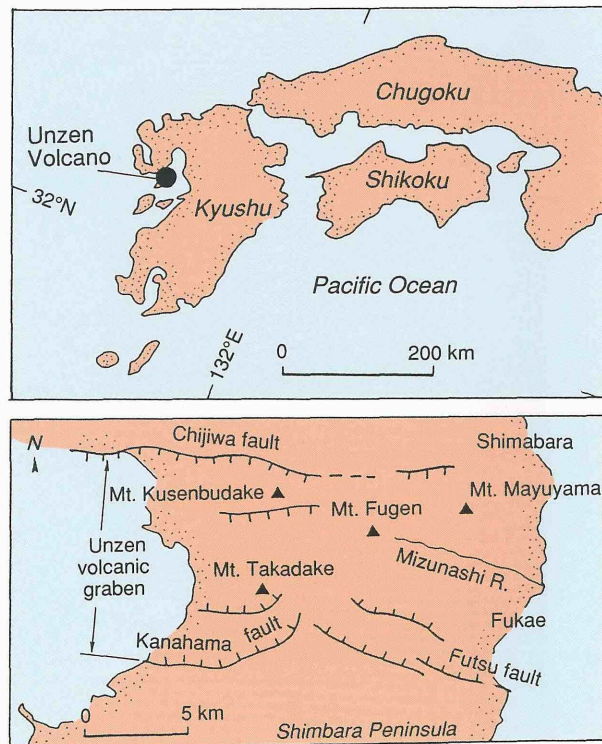 Chugoku
Unzen
Volcano
32°N
Kyushu
Shikoku
Pacific Ocean
132°E
0
200 km
N
Chijiwa fault
Shimabara
Mt. Kusenbudake
Mt. Mayuyama
Mt. Fugen
Unzen
volcanic
graben
Mt. Takadake
Mizunashi R.
Fukae
Kanahama fault
Futsu fault
0
5 km
Shimbara Peninsula